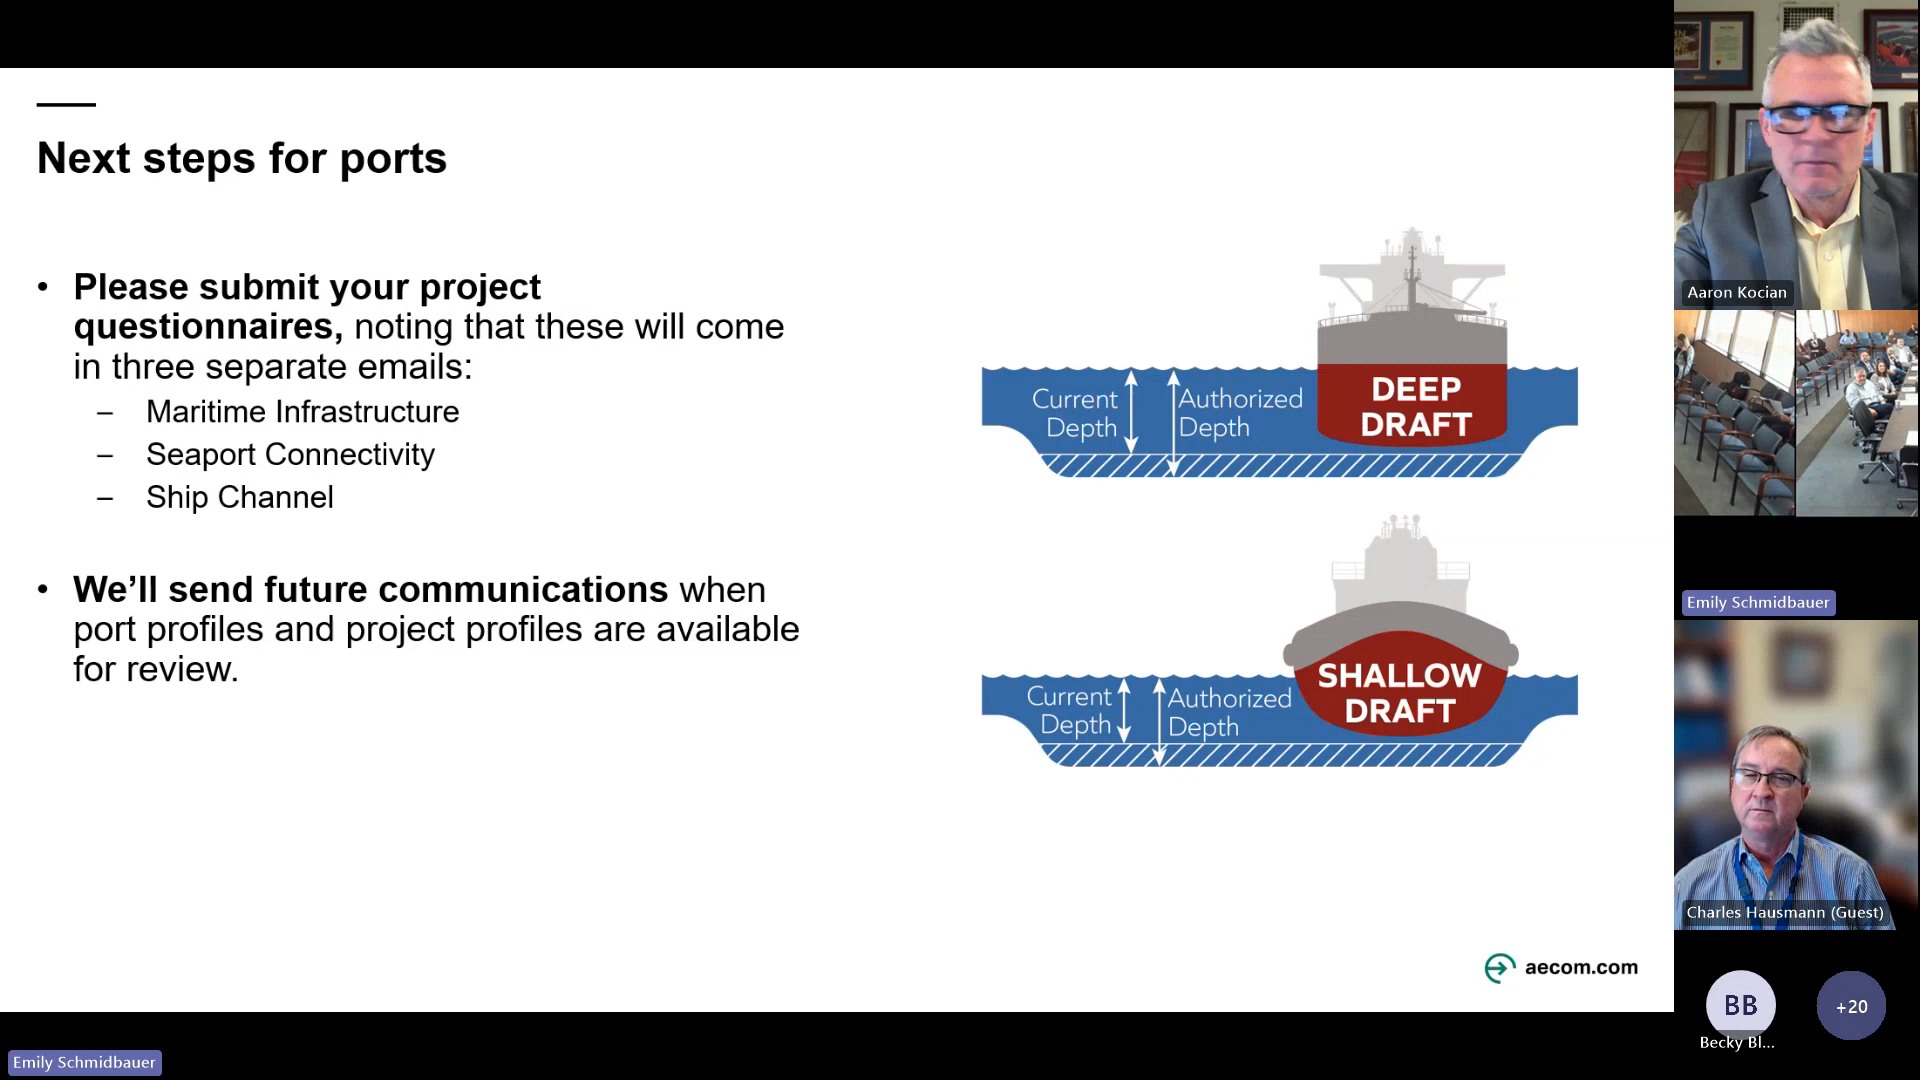 Next steps for ports
• Please submit your project
questionnaires, noting that these will come
in three separate emails:
– Maritime Infrastructure
– Seaport Connectivity
– Ship Channel
• We’ll send future communications when
port profiles and project profiles are available
for review.
Current
Depth
Authorized
Depth
DEEP
DRAFT
Current
Depth
Authorized
Depth
SHALLOW
DRAFT
aecom.com
Emily Schmidbauer
Aaron Kocian
Emily Schmidbauer
Charles Hausmann (Guest)
BB
Becky Bl...
+20